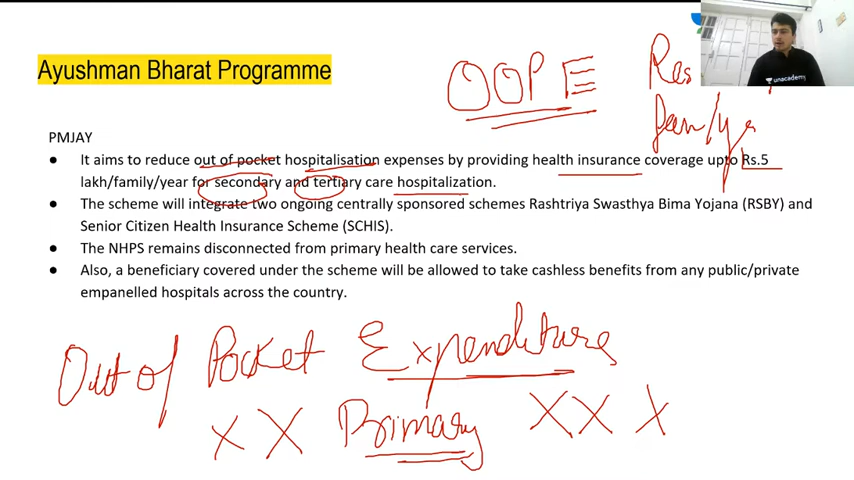 Ayushman Bharat Programme
OOPE
Rs
fam/ye
unacademy
PMJAY
● It aims to reduce out of pocket hospitalisation expenses by providing health insurance coverage upto Rs.5
lakh/family/year for secondary and tertiary care hospitalization.
● The scheme will integrate two ongoing centrally sponsored schemes Rashtriya Swasthya Bima Yojana (RSBY) and
Senior Citizen Health Insurance Scheme (SCHIS).
● The NHPS remains disconnected from primary health care services.
● Also, a beneficiary covered under the scheme will be allowed to take cashless benefits from any public/private
empanelled hospitals across the country.
Out of Pocket Expenditure
X X Primary X X X